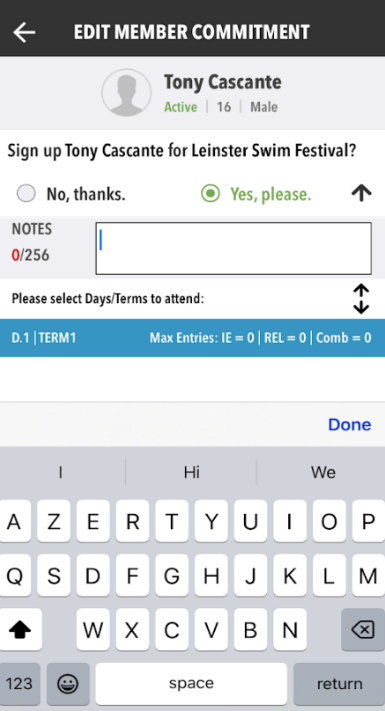 EDIT MEMBER COMMITMENT
Tony Cascante
Active | 16 | Male
Sign up Tony Cascante for Leinster Swim Festival?
No, thanks. Yes, please.
NOTES
0/256
Please select Days/Terms to attend:
D.1 | TERM1 Max Entries: IE = 0 | REL = 0 | Comb = 0
Done
I Hi We
A Z E R T Y U I O P
Q S D F G H J K L M
W X C V B N
123 space return